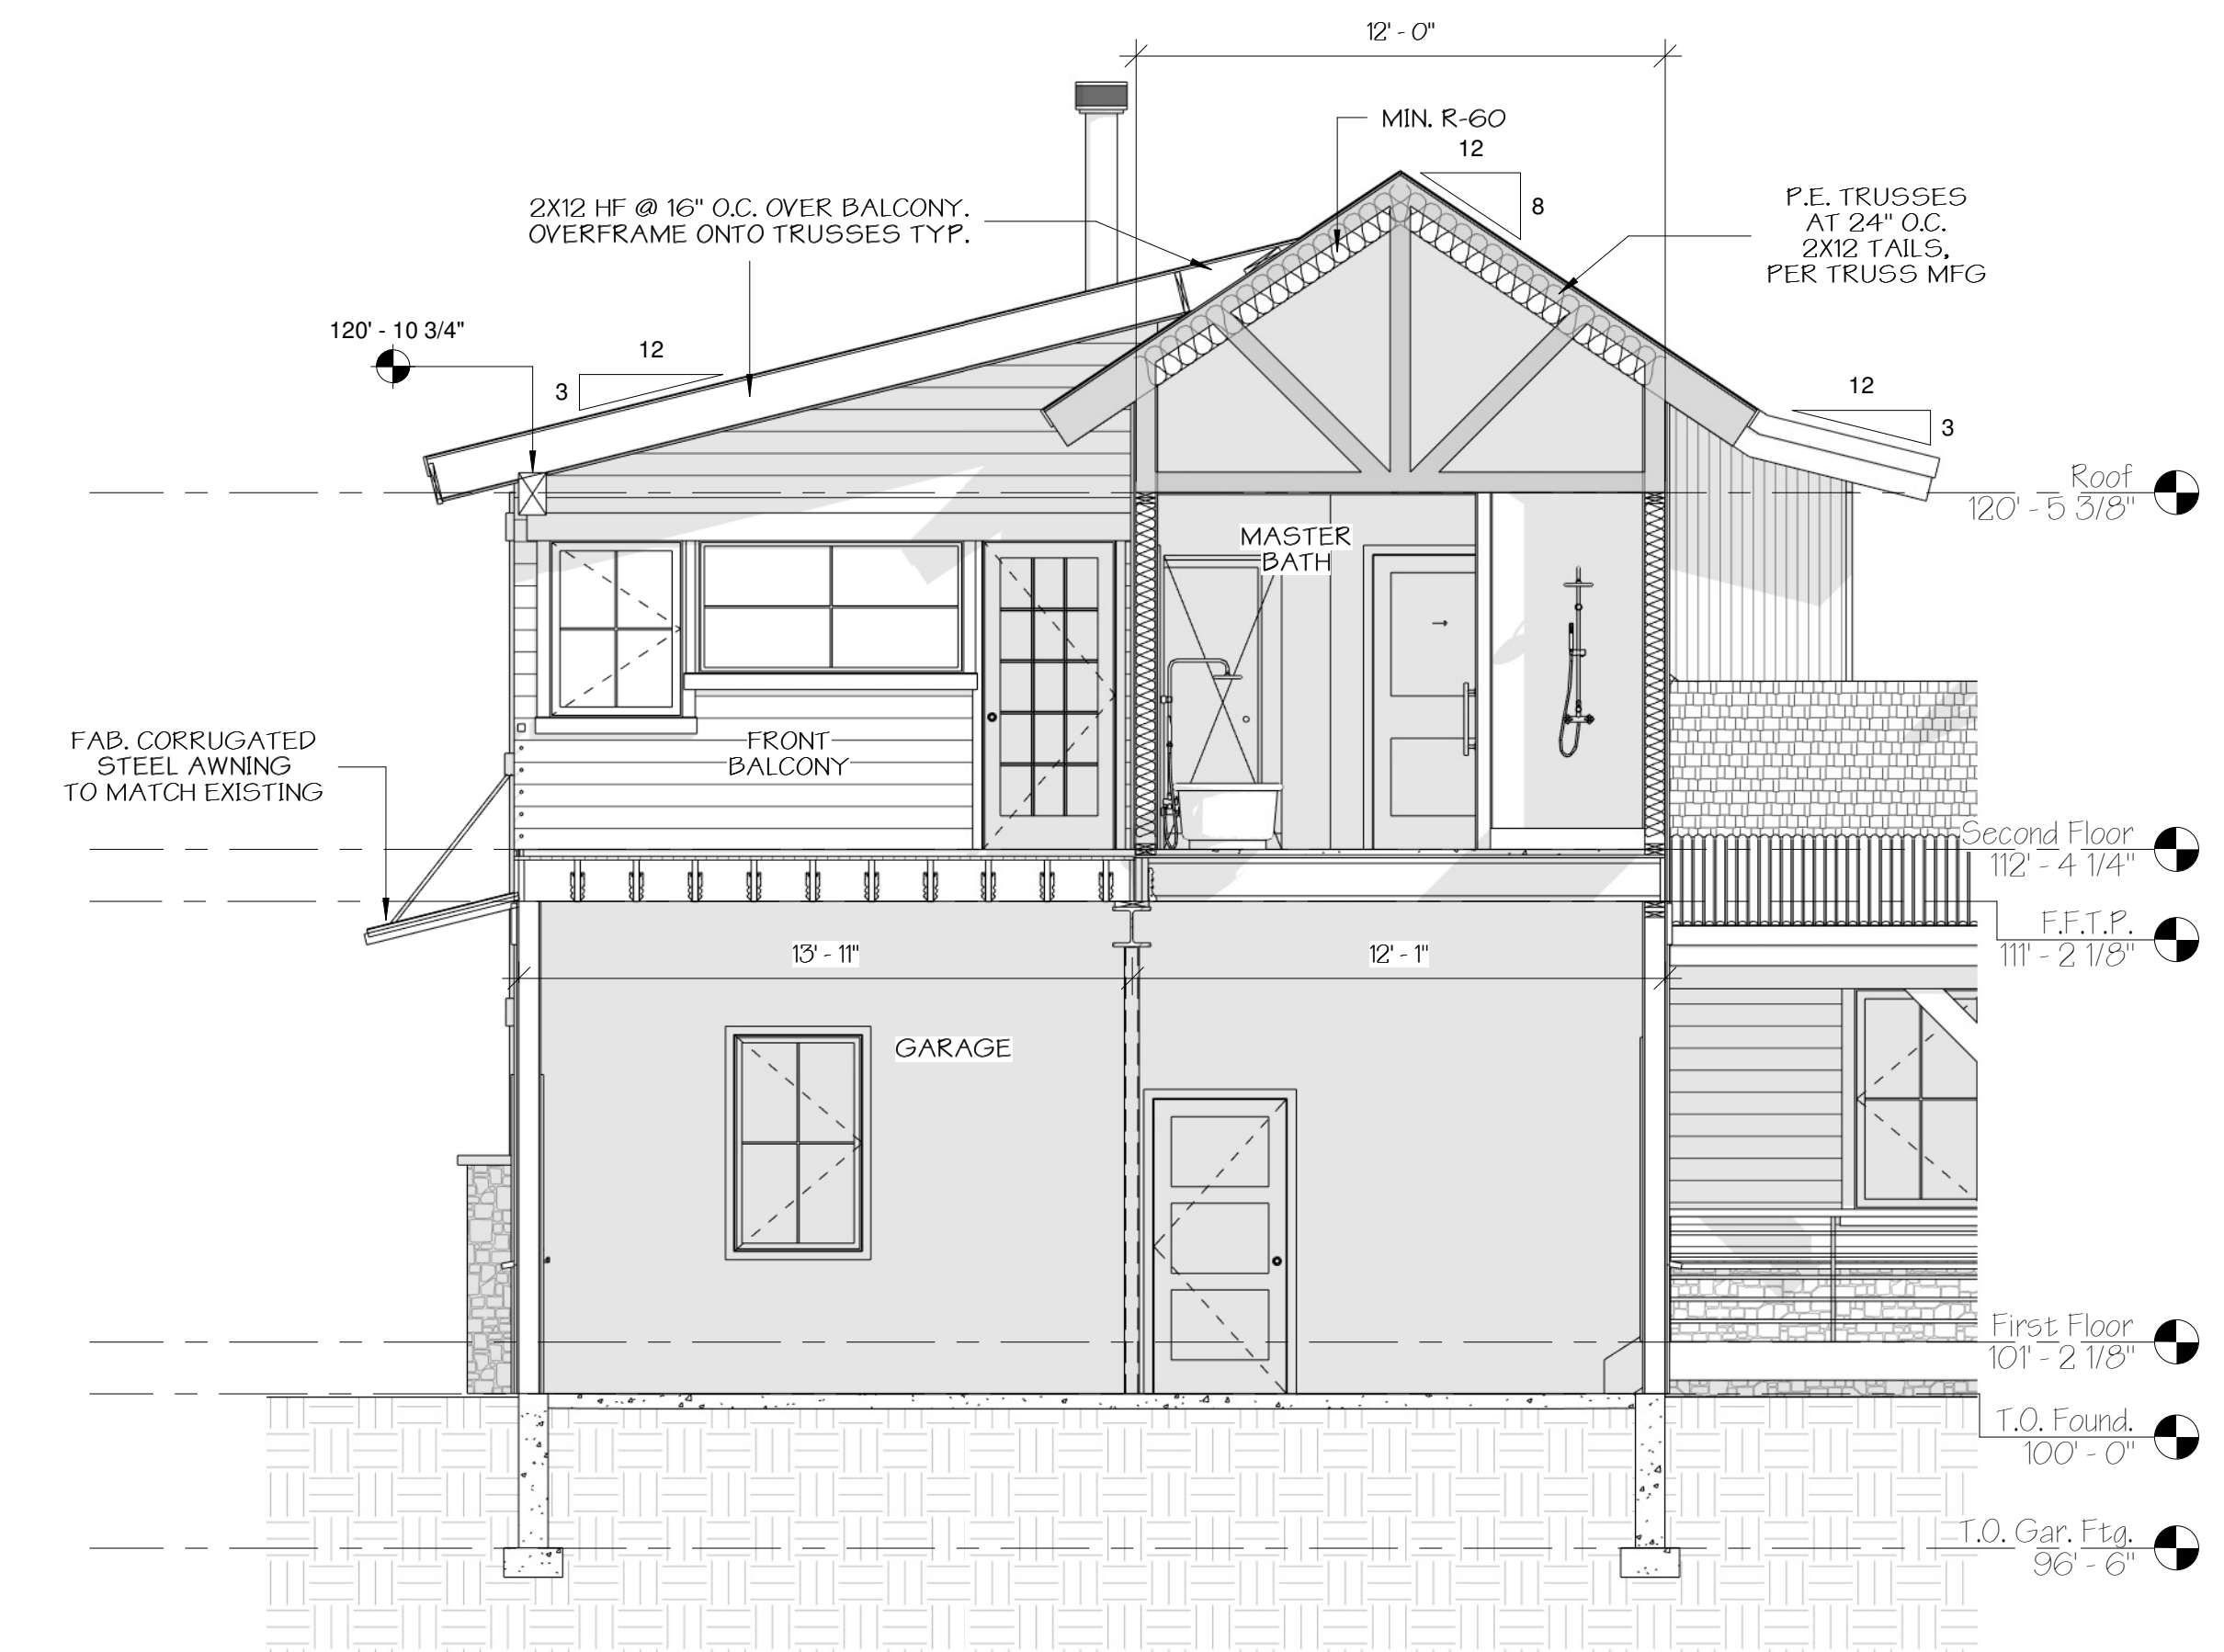 12' - 0"
MIN. R-60
12
8
2X12 HF @ 16" O.C. OVER BALCONY.
OVERFRAME ONTO TRUSSES TYP.
P.E. TRUSSES
AT 24" O.C.
2X12 TAILS,
PER TRUSS MFG
120' - 10 3/4"
12
3
12
3
Roof
120' - 5 3/8"
MASTER
BATH
FAB. CORRUGATED
STEEL AWNING
TO MATCH EXISTING
FRONT
BALCONY
Second Floor
112' - 4 1/4"
F.F.T.P.
111' - 2 1/8"
13' - 11"
12' - 1"
GARAGE
First Floor
101' - 2 1/8"
T.O. Found.
100' - 0"
T.O. Gar. Ftg.
96' - 6"